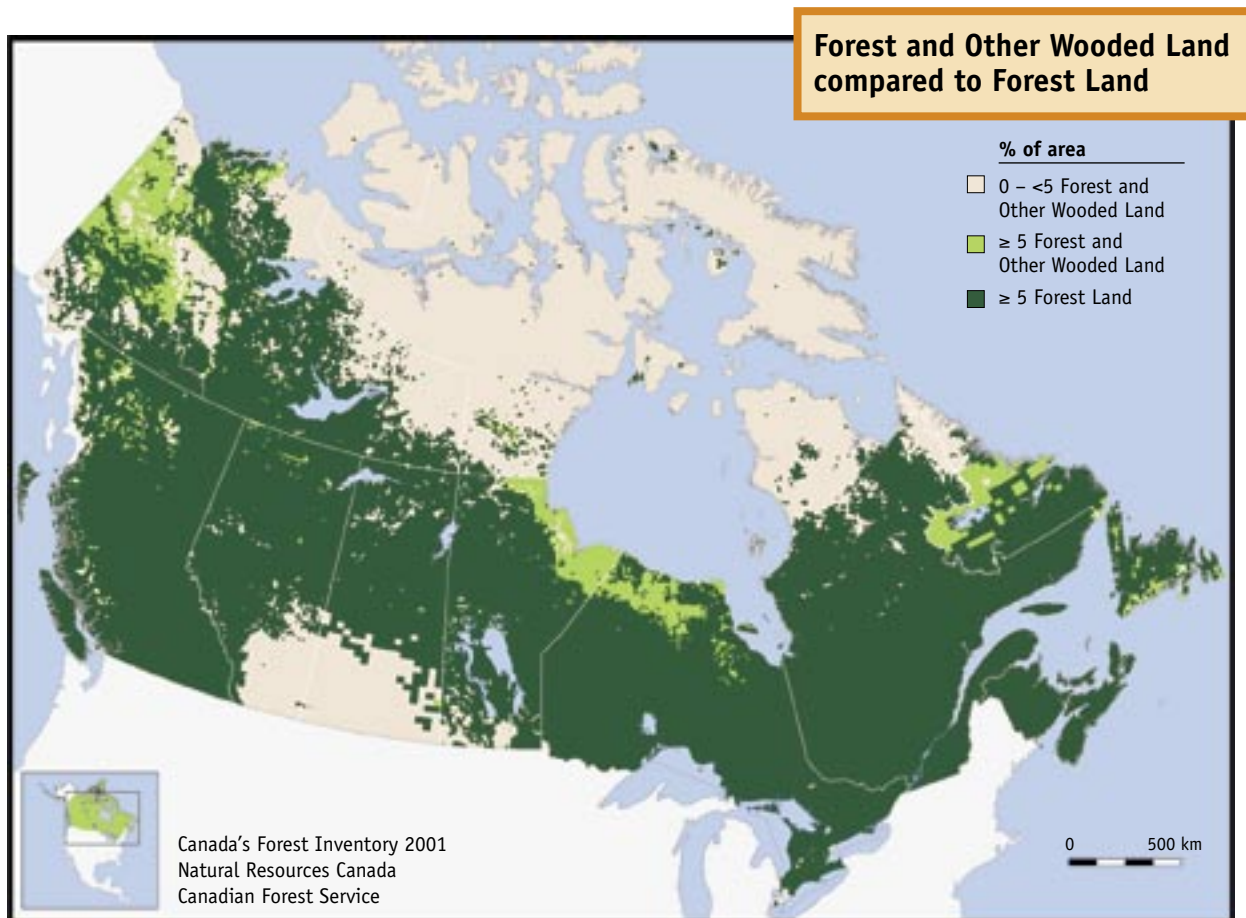 Forest and Other Wooded Land
compared to Forest Land
% of area
0 – <5 Forest and
Other Wooded Land
≥ 5 Forest and
Other Wooded Land
≥ 5 Forest Land
Canada's Forest Inventory 2001
Natural Resources Canada
Canadian Forest Service
0 500 km